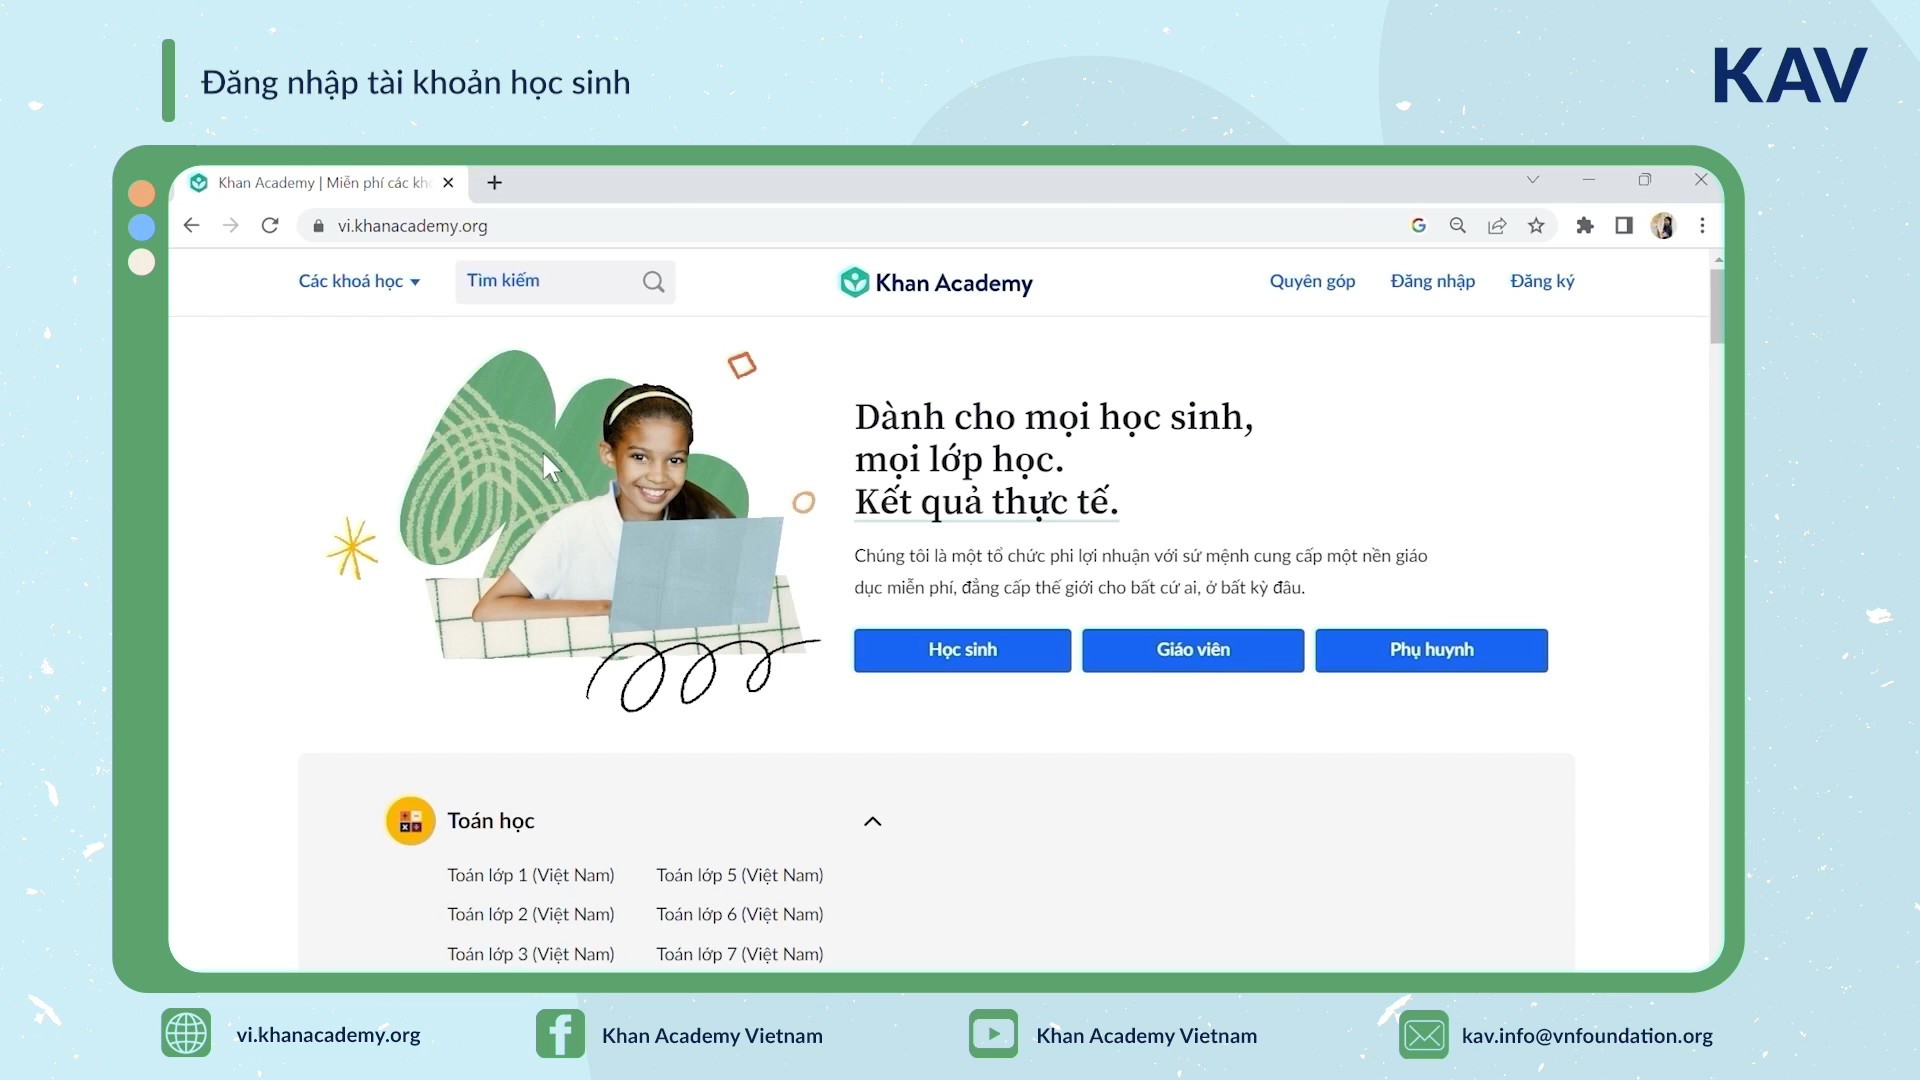 Đăng nhập tài khoản học sinh
KAV
Khan Academy | Miễn phí các kh
vi.khanacademy.org
Các khoá học
Tìm kiếm
Khan Academy
Quyên góp
Đăng nhập
Đăng ký
Dành cho mọi học sinh,
mọi lớp học.
Kết quả thực tế.
Chúng tôi là một tổ chức phi lợi nhuận với sứ mệnh cung cấp một nền giáo
dục miễn phí, đẳng cấp thế giới cho bất cứ ai, ở bất kỳ đâu.
Học sinh
Giáo viên
Phụ huynh
Toán học
Toán lớp 1 (Việt Nam)
Toán lớp 5 (Việt Nam)
Toán lớp 2 (Việt Nam)
Toán lớp 6 (Việt Nam)
Toán lớp 3 (Việt Nam)
Toán lớp 7 (Việt Nam)
vi.khanacademy.org
Khan Academy Vietnam
Khan Academy Vietnam
kav.info@vnfoundation.org